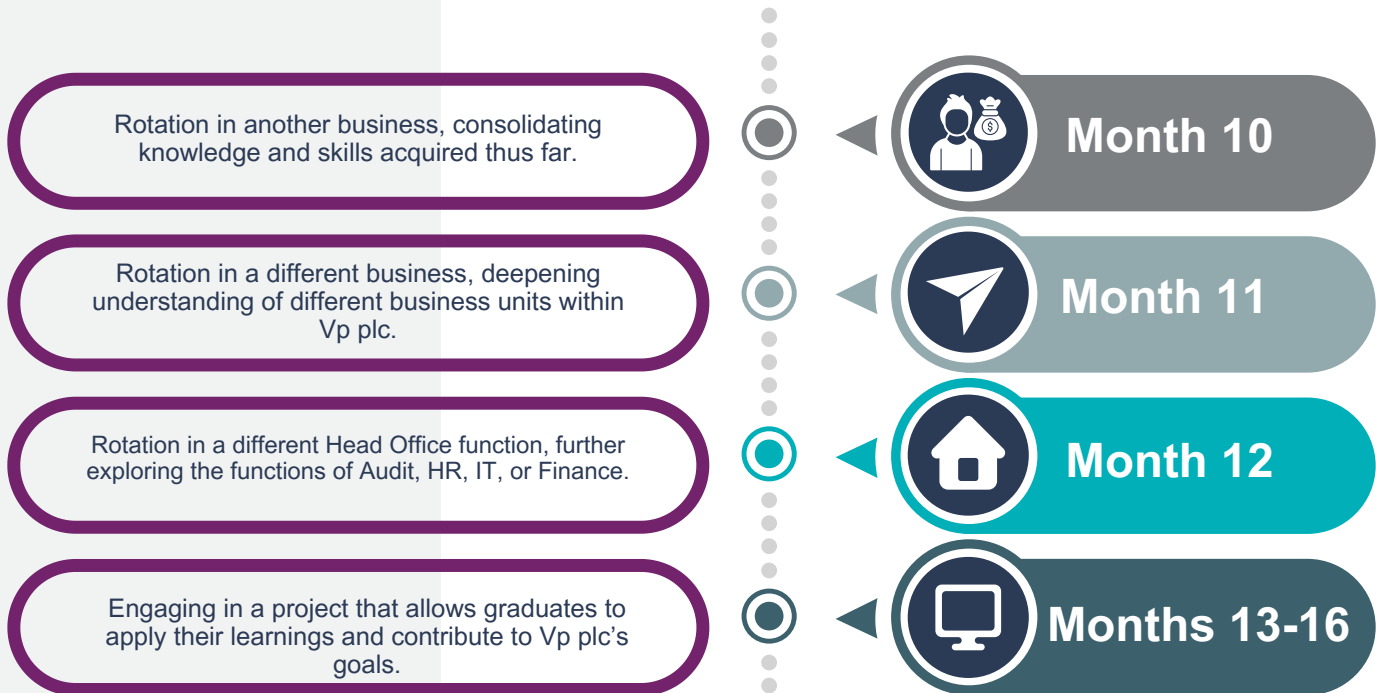 Rotation in another business, consolidating
knowledge and skills acquired thus far.
Month 10
Rotation in a different business, deepening
understanding of different business units within
Vp plc.
Month 11
Rotation in a different Head Office function, further
exploring the functions of Audit, HR, IT, or Finance.
Month 12
Engaging in a project that allows graduates to
apply their learnings and contribute to Vp plc’s
goals.
Months 13-16